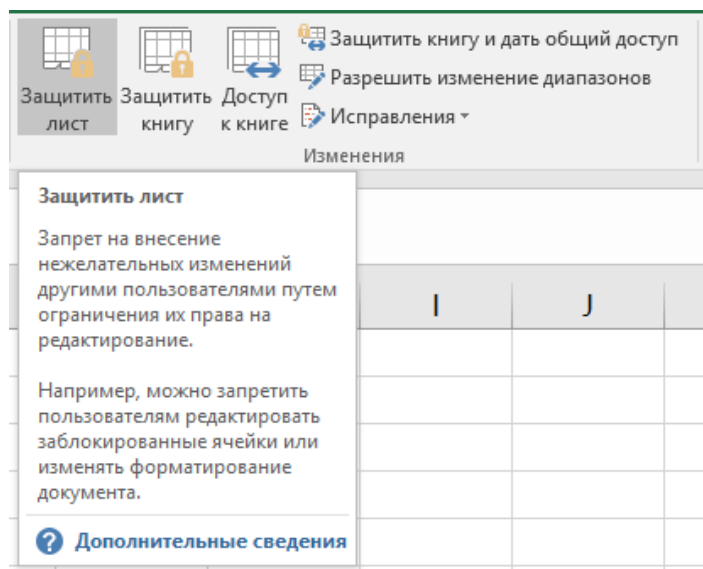 Защитить лист
Защитить книгу
Доступ к книге
Защитить книгу и дать общий доступ
Разрешить изменение диапазонов
Исправления
Изменения
Защитить лист
Запрет на внесение
нежелательных изменений
другими пользователями путем
ограничения их права на
редактирование.
Например, можно запретить
пользователям редактировать
заблокированные ячейки или
изменять форматирование
документа.
? Дополнительные сведения
I
J